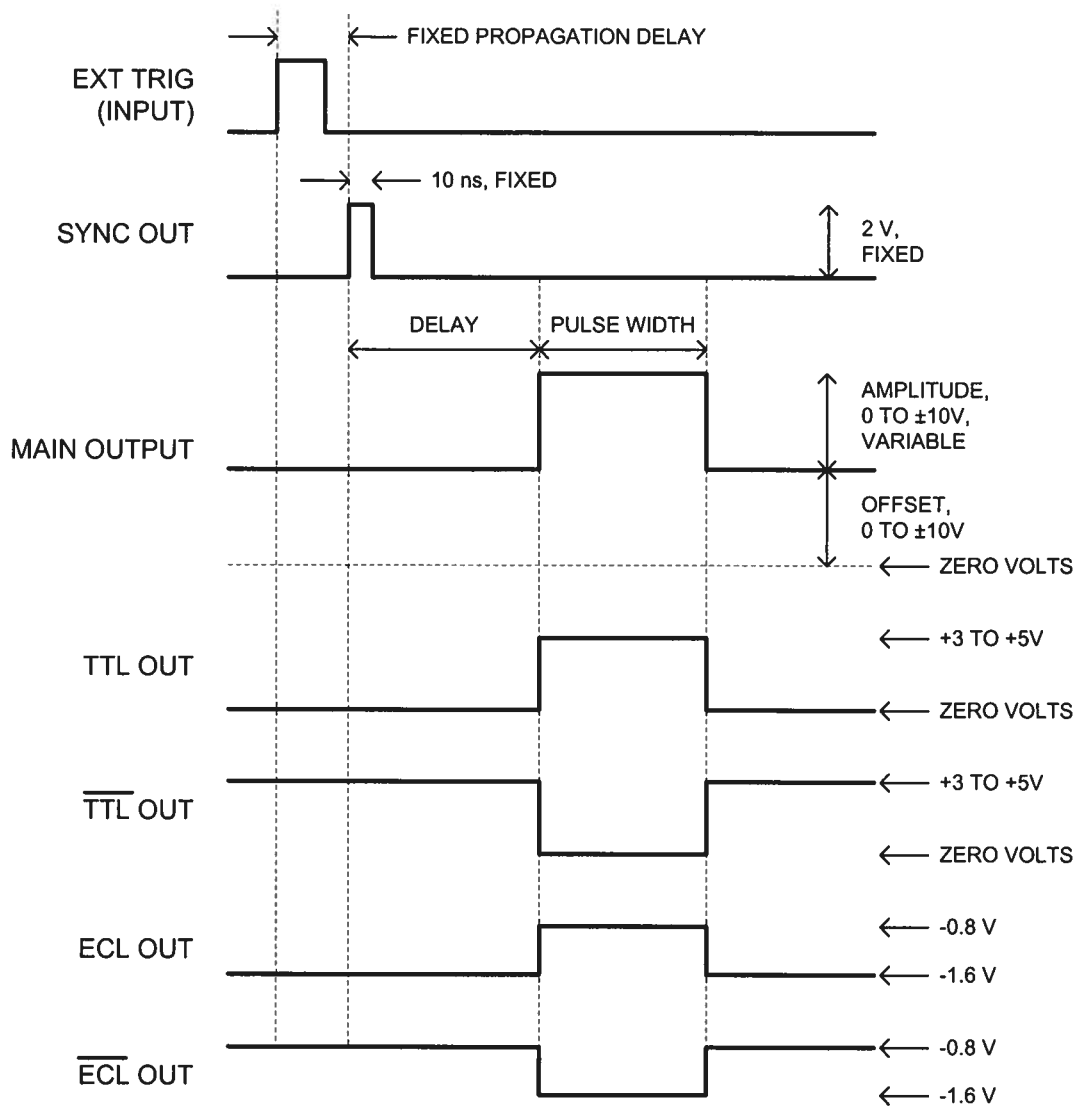 FIXED PROPAGATION DELAY
EXT TRIG
(INPUT)
10 ns, FIXED
SYNC OUT
2 V,
FIXED
DELAY
PULSE WIDTH
AMPLITUDE,
0 TO ±10V,
VARIABLE
MAIN OUTPUT
OFFSET,
0 TO ±10V
ZERO VOLTS
+3 TO +5V
TTL OUT
ZERO VOLTS
+3 TO +5V
T̅T̅L̅ OUT
ZERO VOLTS
-0.8 V
ECL OUT
-1.6 V
-0.8 V
E̅C̅L̅ OUT
-1.6 V